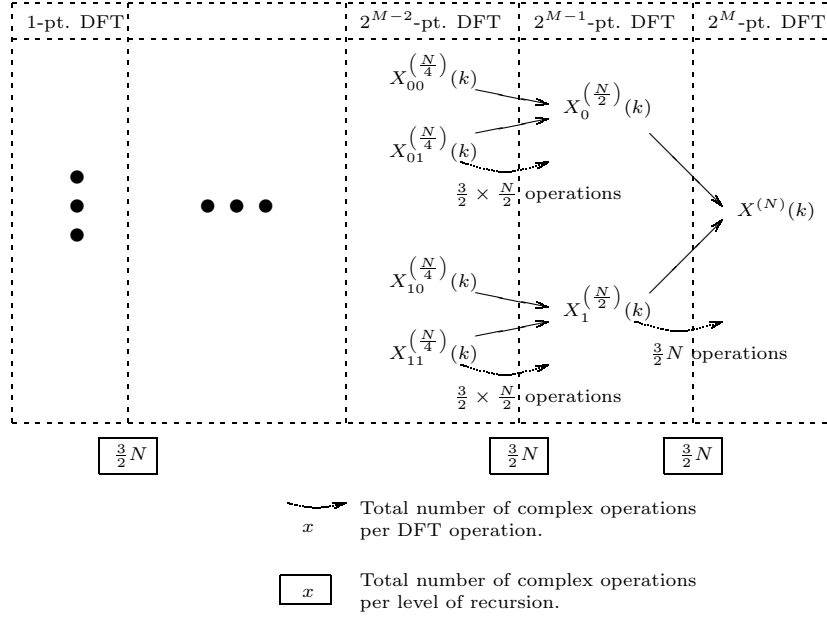 1-pt. DFT
2^{M−2}-pt. DFT
2^{M−1}-pt. DFT
2^M-pt. DFT
X_{00}^{(N/4)}(k)
X_0^{(N/2)}(k)
X_{01}^{(N/4)}(k)
3/2 × N/2 operations
X^{(N)}(k)
X_{10}^{(N/4)}(k)
X_1^{(N/2)}(k)
X_{11}^{(N/4)}(k)
3/2 N operations
3/2 × N/2 operations
3/2 N
3/2 N
3/2 N
x
Total number of complex operations
per DFT operation.
x
Total number of complex operations
per level of recursion.